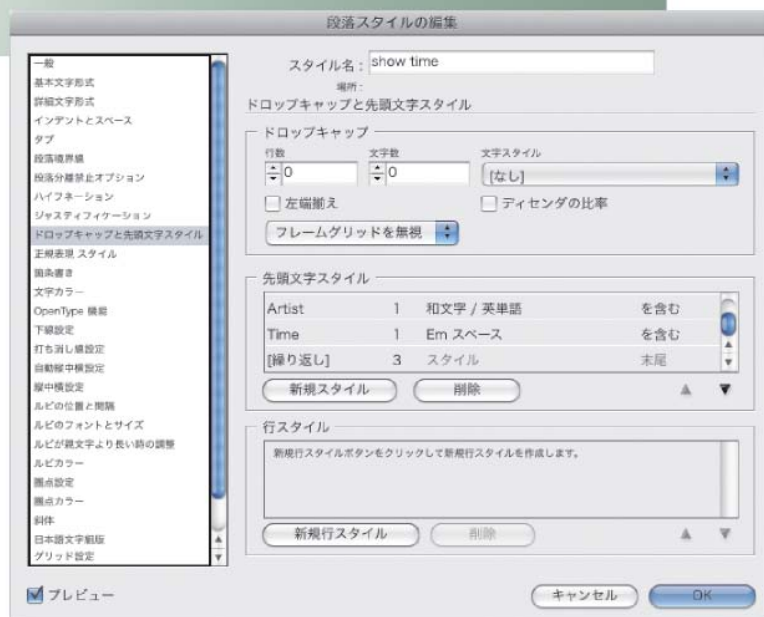 段落スタイルの編集
一般
基本文字形式
詳細文字形式
インデントとスペース
タブ
段落境界線
段落分離禁止オプション
ハイフネーション
ジャスティフィケーション
ドロップキャップと先頭文字スタイル
正規表現 スタイル
箇条書き
文字カラー
OpenType 機能
下線設定
打ち消し線設定
自動縦中横設定
縦中横設定
ルビの位置と間隔
ルビのフォントとサイズ
ルビが親文字より長い時の調整
ルビカラー
圏点設定
圏点カラー
斜体
日本語文字組版
グリッド設定
スタイル名 : show time
場所 :
ドロップキャップと先頭文字スタイル
ドロップキャップ
行数 文字数 文字スタイル
0 0 [なし]
左端揃え ディセンダの比率
フレームグリッドを無視
先頭文字スタイル
Artist 1 和文字 / 英単語 を含む
Time 1 Em スペース を含む
[繰り返し] 3 スタイル 末尾
新規スタイル 削除
行スタイル
新規行スタイルボタンをクリックして新規行スタイルを作成します。
新規行スタイル 削除
プレビュー キャンセル OK